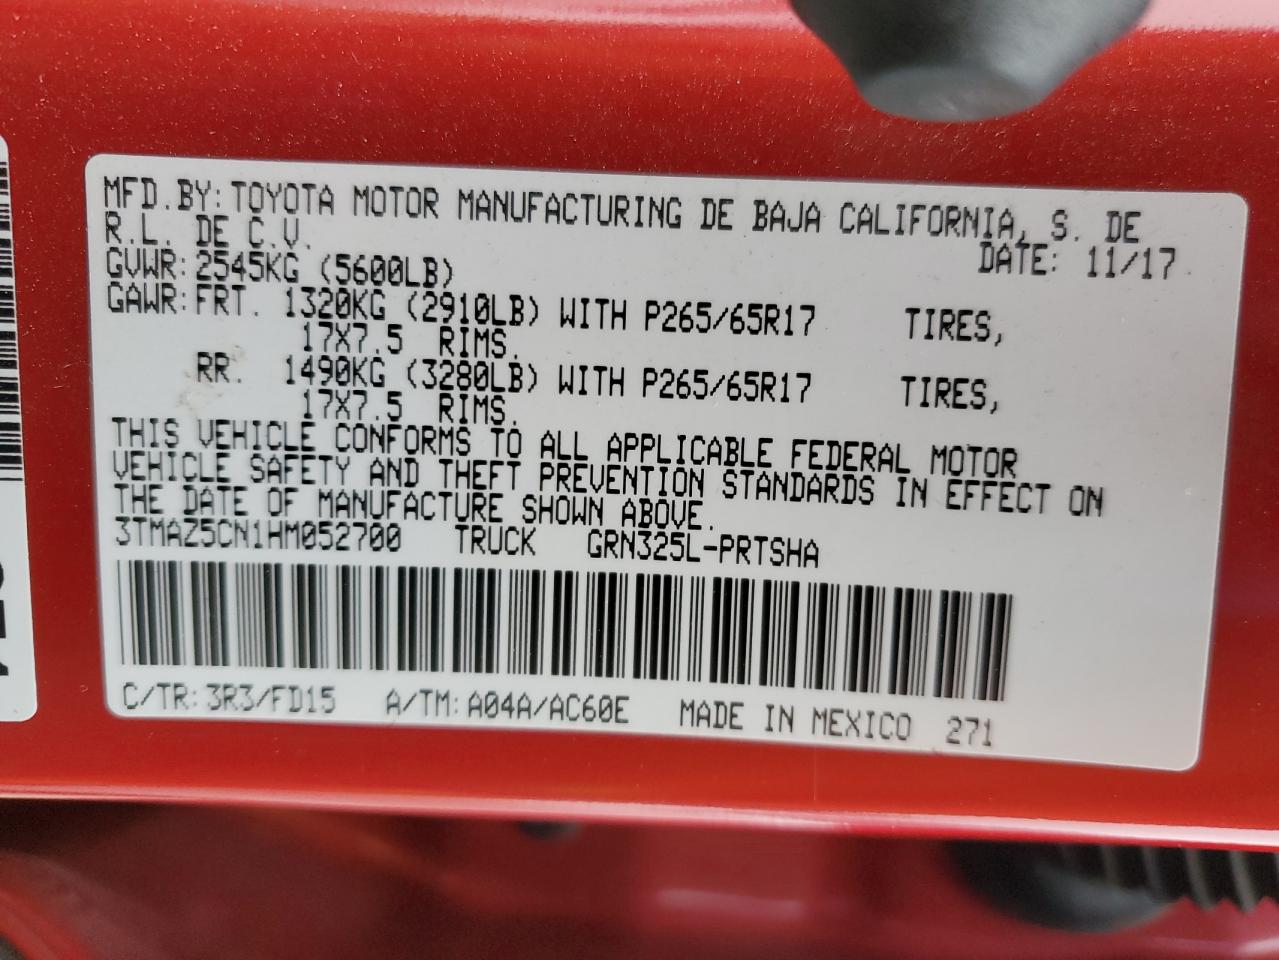 MFD.BY: TOYOTA MOTOR MANUFACTURING DE BAJA CALIFORNIA, S. DE
R.L. DE C.V.
DATE: 11/17
GVWR: 2545KG (5600LB)
GAWR: FRT. 1320KG (2910LB) WITH P265/65R17 TIRES,
17X7.5 RIMS.
RR. 1490KG (3280LB) WITH P265/65R17 TIRES,
17X7.5 RIMS.
THIS VEHICLE CONFORMS TO ALL APPLICABLE FEDERAL MOTOR
VEHICLE SAFETY AND THEFT PREVENTION STANDARDS IN EFFECT ON
THE DATE OF MANUFACTURE SHOWN ABOVE.
3TMAZ5CN1HM052700 TRUCK GRN325L-PRTSHA
C/TR: 3R3/FD15 A/TM: A04A/AC60E MADE IN MEXICO 271